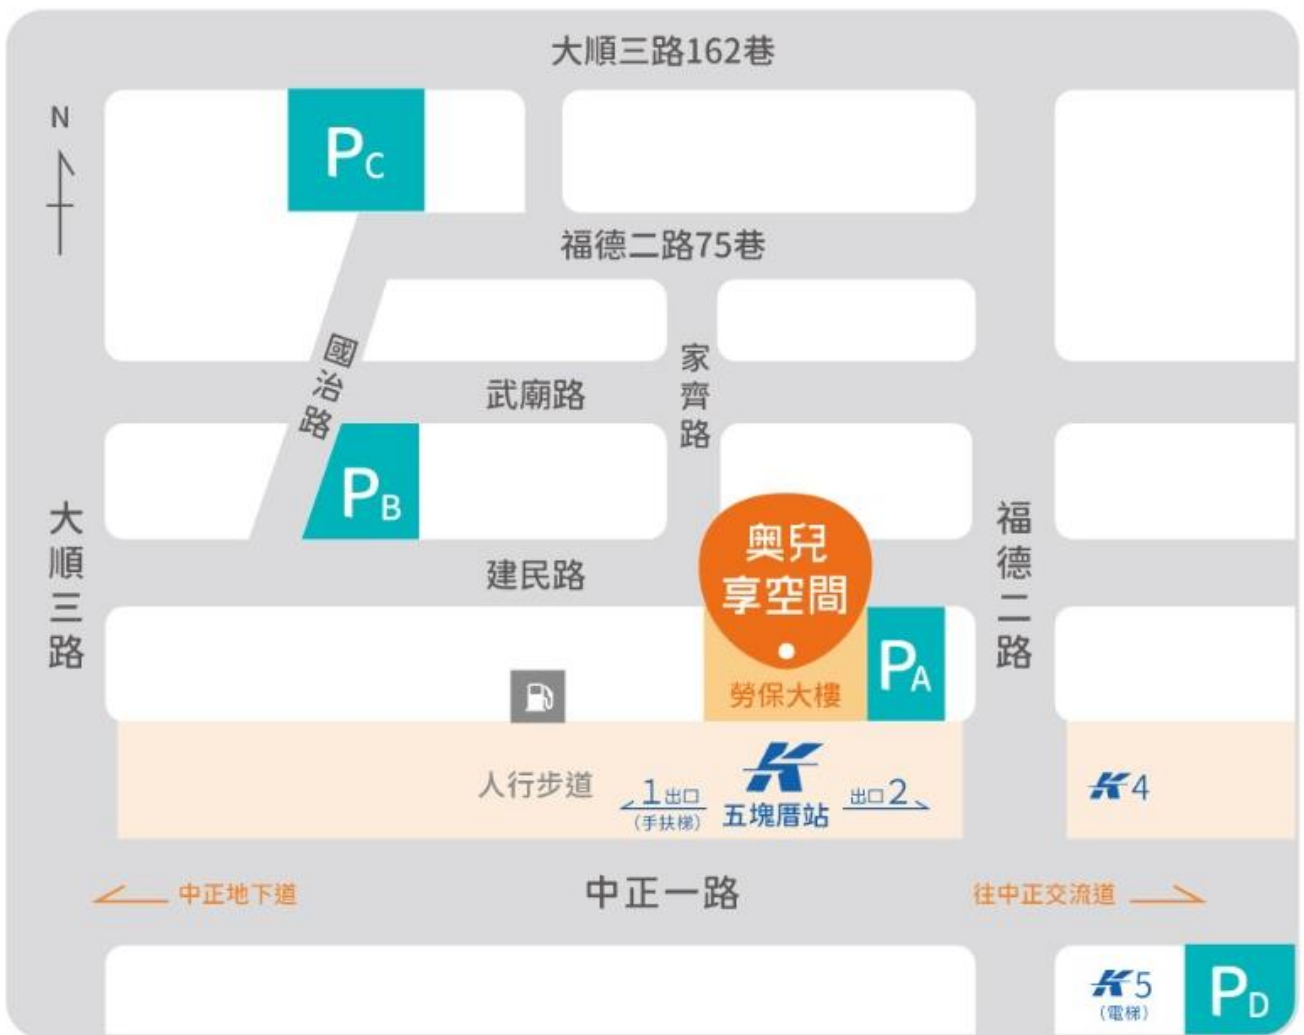 大順三路162巷
N
PC
福德二路75巷
國治路
家齊路
武廟路
PB
大順三路
福德二路
奧兒
享空間
建民路
PA
勞保大樓
人行步道
1出口
(手扶梯)
五塊厝站
出口2
4
中正地下道
中正一路
往中正交流道
5
(電梯)
PD